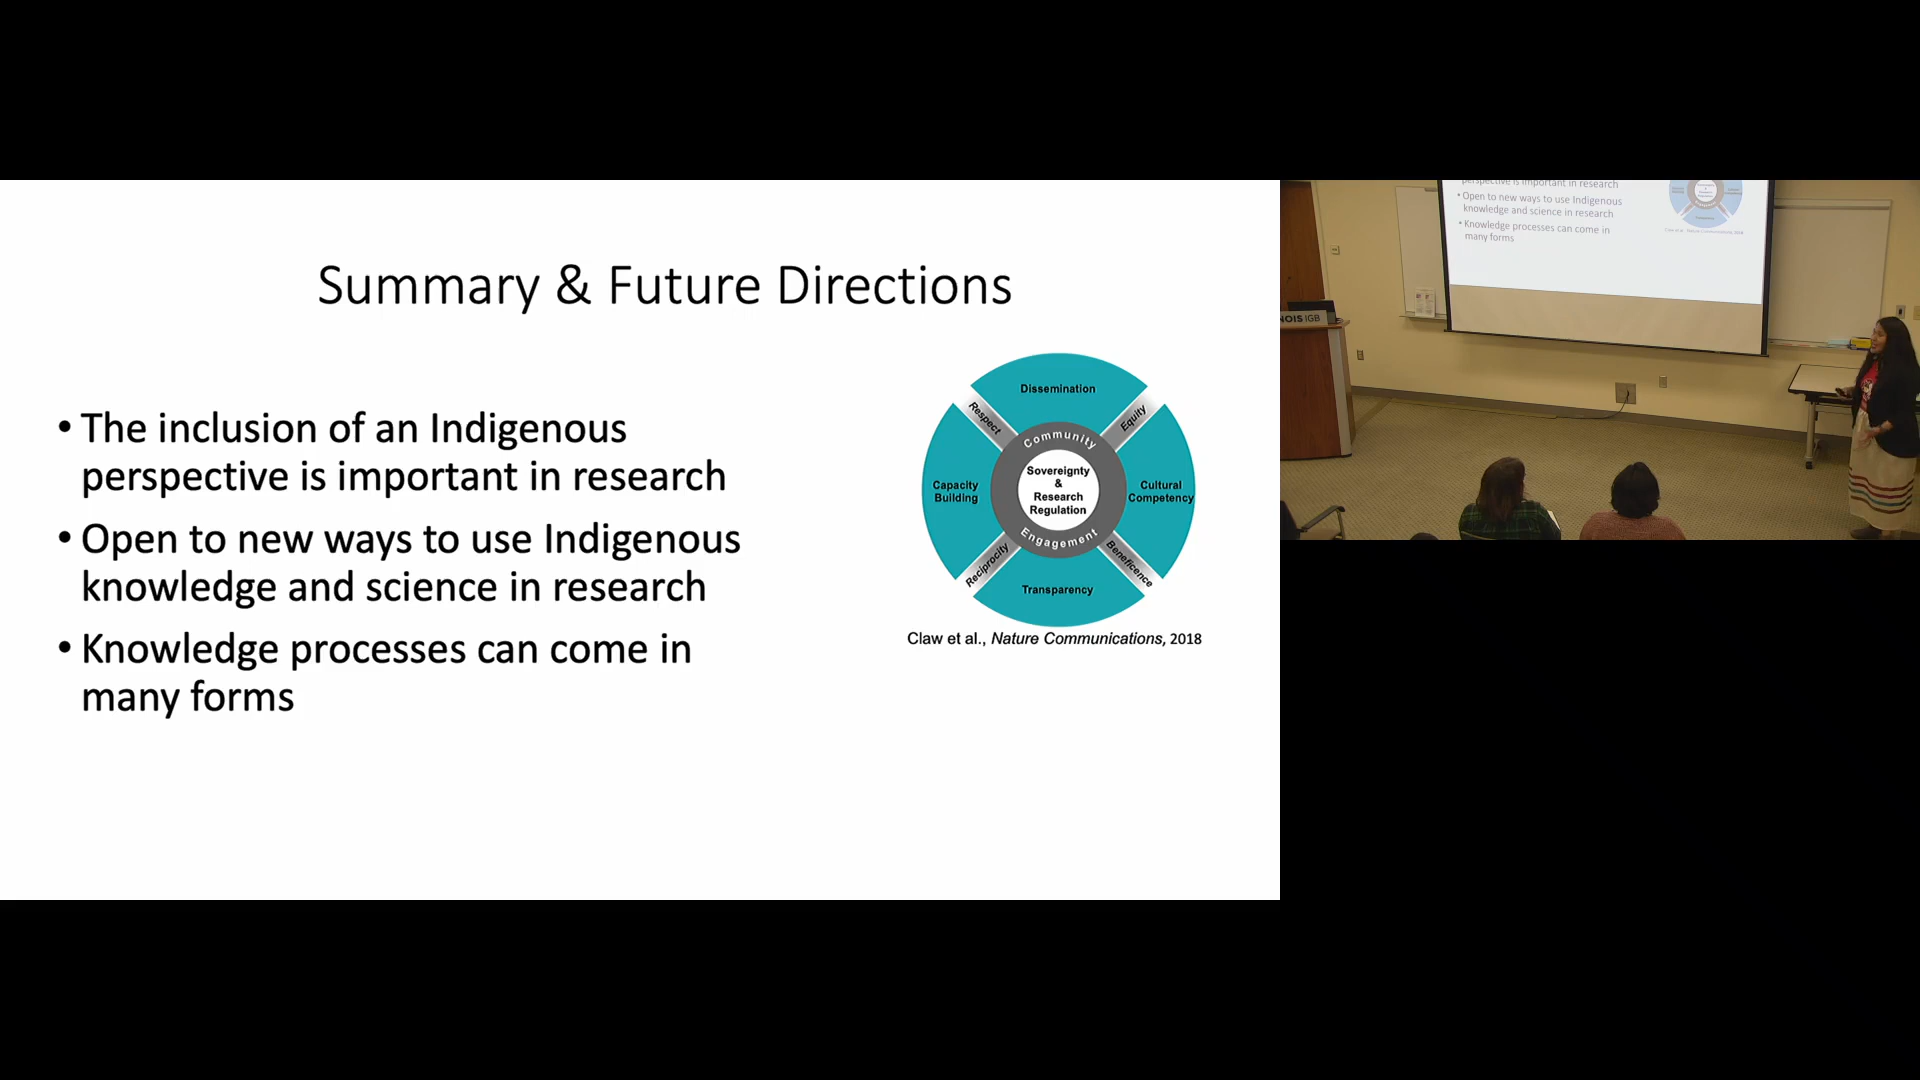 Summary & Future Directions
• The inclusion of an Indigenous
perspective is important in research
• Open to new ways to use Indigenous
knowledge and science in research
• Knowledge processes can come in
many forms
Dissemination
Respect
Equity
Community
Sovereignty
&
Research
Regulation
Capacity
Building
Cultural
Competency
Engagement
Reciprocity
Beneficence
Transparency
Claw et al., Nature Communications, 2018
perspective is important in research
• Open to new ways to use Indigenous
knowledge and science in research
• Knowledge processes can come in
many forms
NOIS IGB